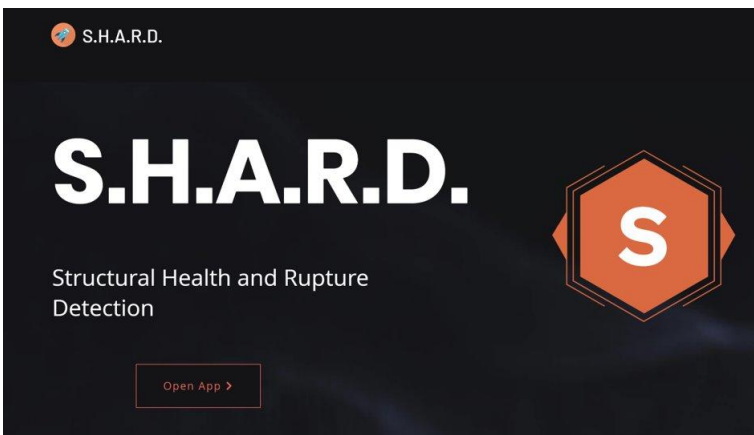 S.H.A.R.D.
S.H.A.R.D.
Structural Health and Rupture
Detection
S
Open App >